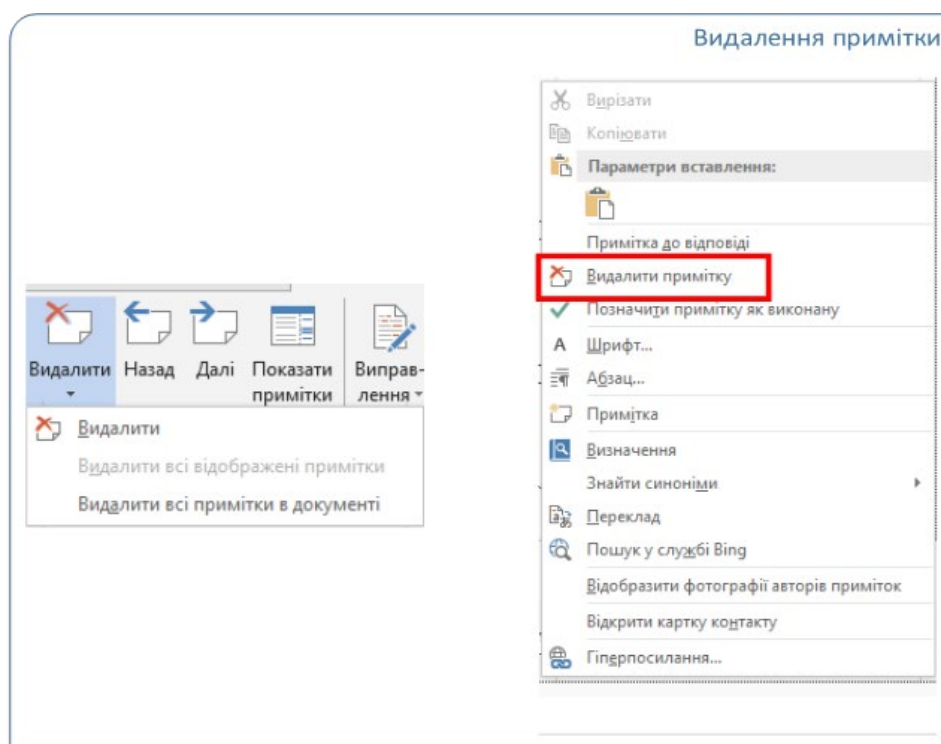 Видалення примітки
Видалити
Назад
Далі
Показати
примітки
Виправ-
лення
Видалити
Видалити всі відображені примітки
Видалити всі примітки в документі
Вирізати
Копіювати
Параметри вставлення:
Примітка до відповіді
Видалити примітку
Позначити примітку як виконану
А Шрифт...
Абзац...
Примітка
Визначення
Знайти синоніми
Переклад
Пошук у службі Bing
Відобразити фотографії авторів приміток
Відкрити картку контакту
Гіперпосилання...